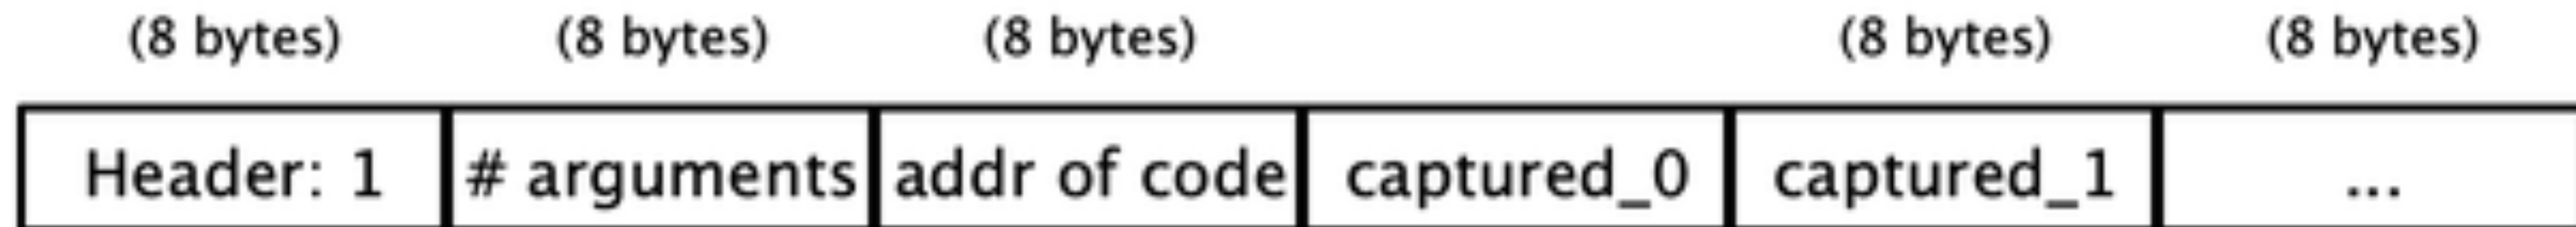 (8 bytes) (8 bytes) (8 bytes) (8 bytes) (8 bytes)
Header: 1 # arguments addr of code captured_0 captured_1 ...